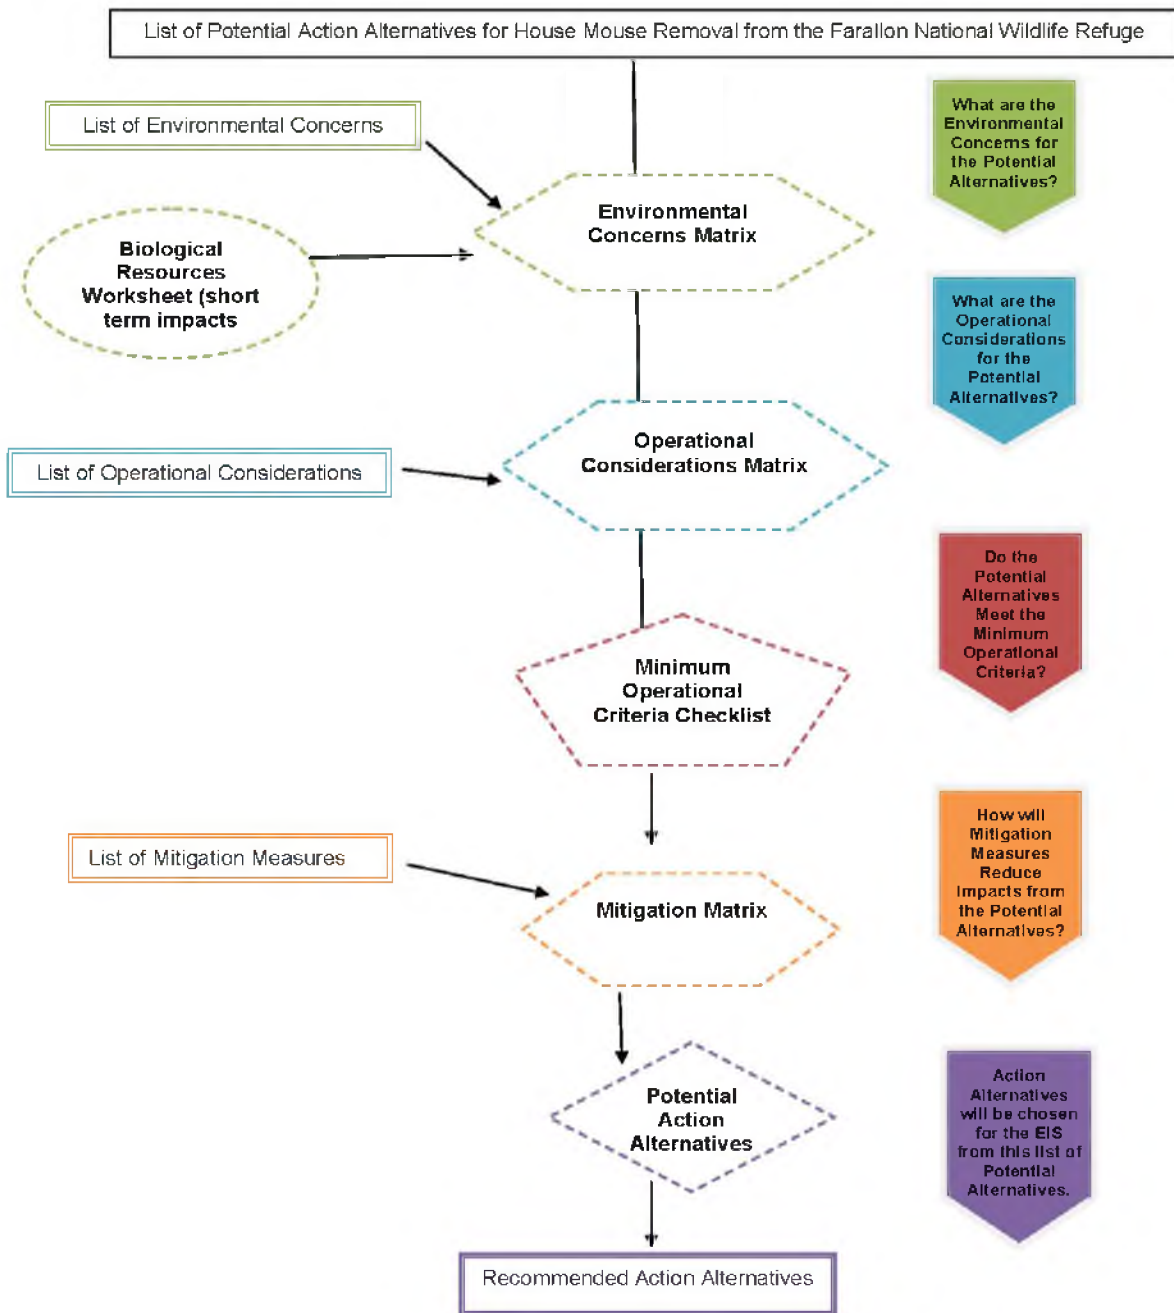 List of Potential Action Alternatives for House Mouse Removal from the Farallon National Wildlife Refuge
List of Environmental Concerns
What are the
Environmental
Concerns for
the Potential
Alternatives?
Environmental
Concerns Matrix
Biological
Resources
Worksheet (short
term impacts
What are the
Operational
Considerations
for the
Potential
Alternatives?
Operational
Considerations Matrix
List of Operational Considerations
Do the
Potential
Alternatives
Meet the
Minimum
Operational
Criteria?
Minimum
Operational
Criteria Checklist
How will
Mitigation
Measures
Reduce
Impacts from
the Potential
Alternatives?
List of Mitigation Measures
Mitigation Matrix
Potential
Action
Alternatives
Action
Alternatives
will be chosen
for the EIS
from this list of
Potential
Alternatives.
Recommended Action Alternatives